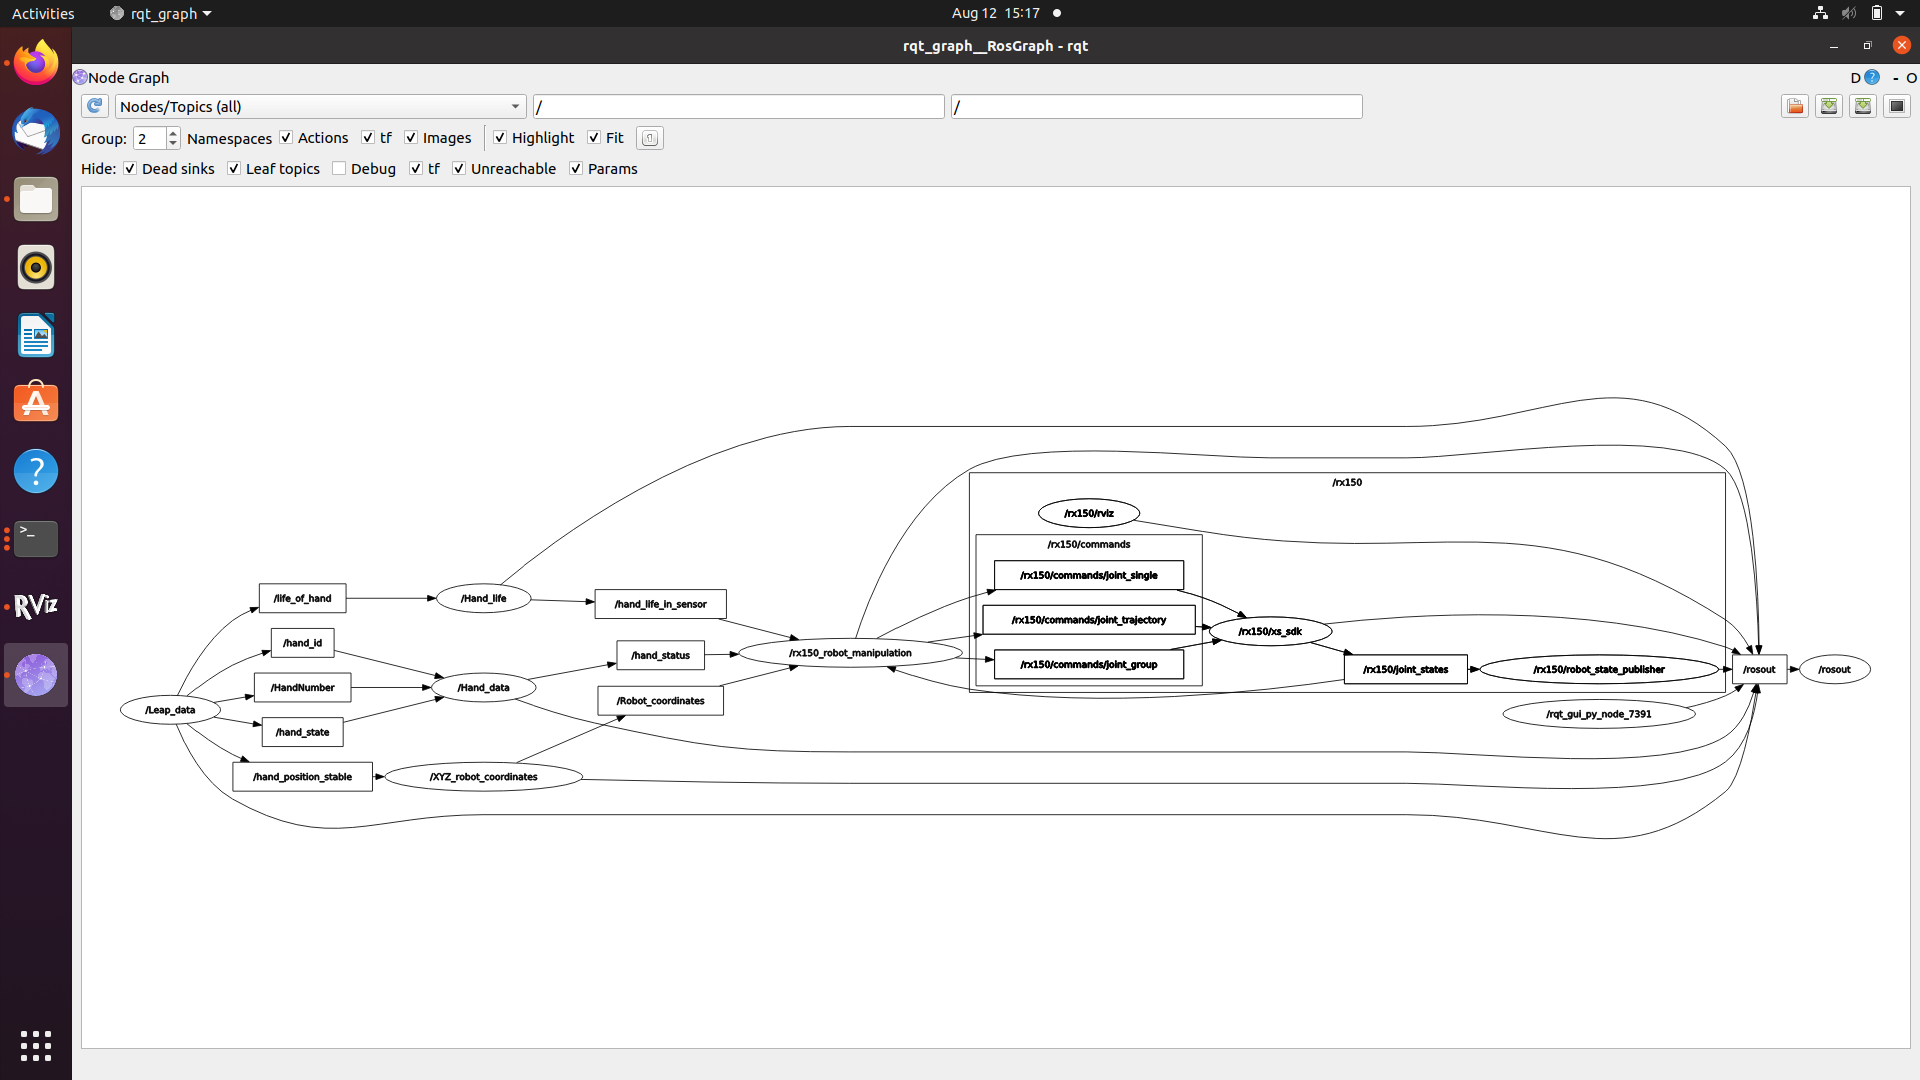 Activities rqt_graph Aug 12 15:17
rqt_graph__RosGraph - rqt
Node Graph D ? - O
Nodes/Topics (all) / /
Group: 2 Namespaces Actions tf Images Highlight Fit
Hide: Dead sinks Leaf topics Debug tf Unreachable Params
/rx150
/rx150/rviz
/rx150/commands
/rx150/commands/joint_single
/life_of_hand
/Hand_life
/hand_life_in_sensor
/rx150/commands/joint_trajectory
/rx150/xs_sdk
/hand_id
/hand_status
/rx150_robot_manipulation
/rx150/commands/joint_group
/rx150/joint_states
/rx150/robot_state_publisher
/rosout
/rosout
/HandNumber
/Hand_data
/Robot_coordinates
/Leap_data
/rqt_gui_py_node_7391
/hand_state
/hand_position_stable
/XYZ_robot_coordinates
?
>_
RViz